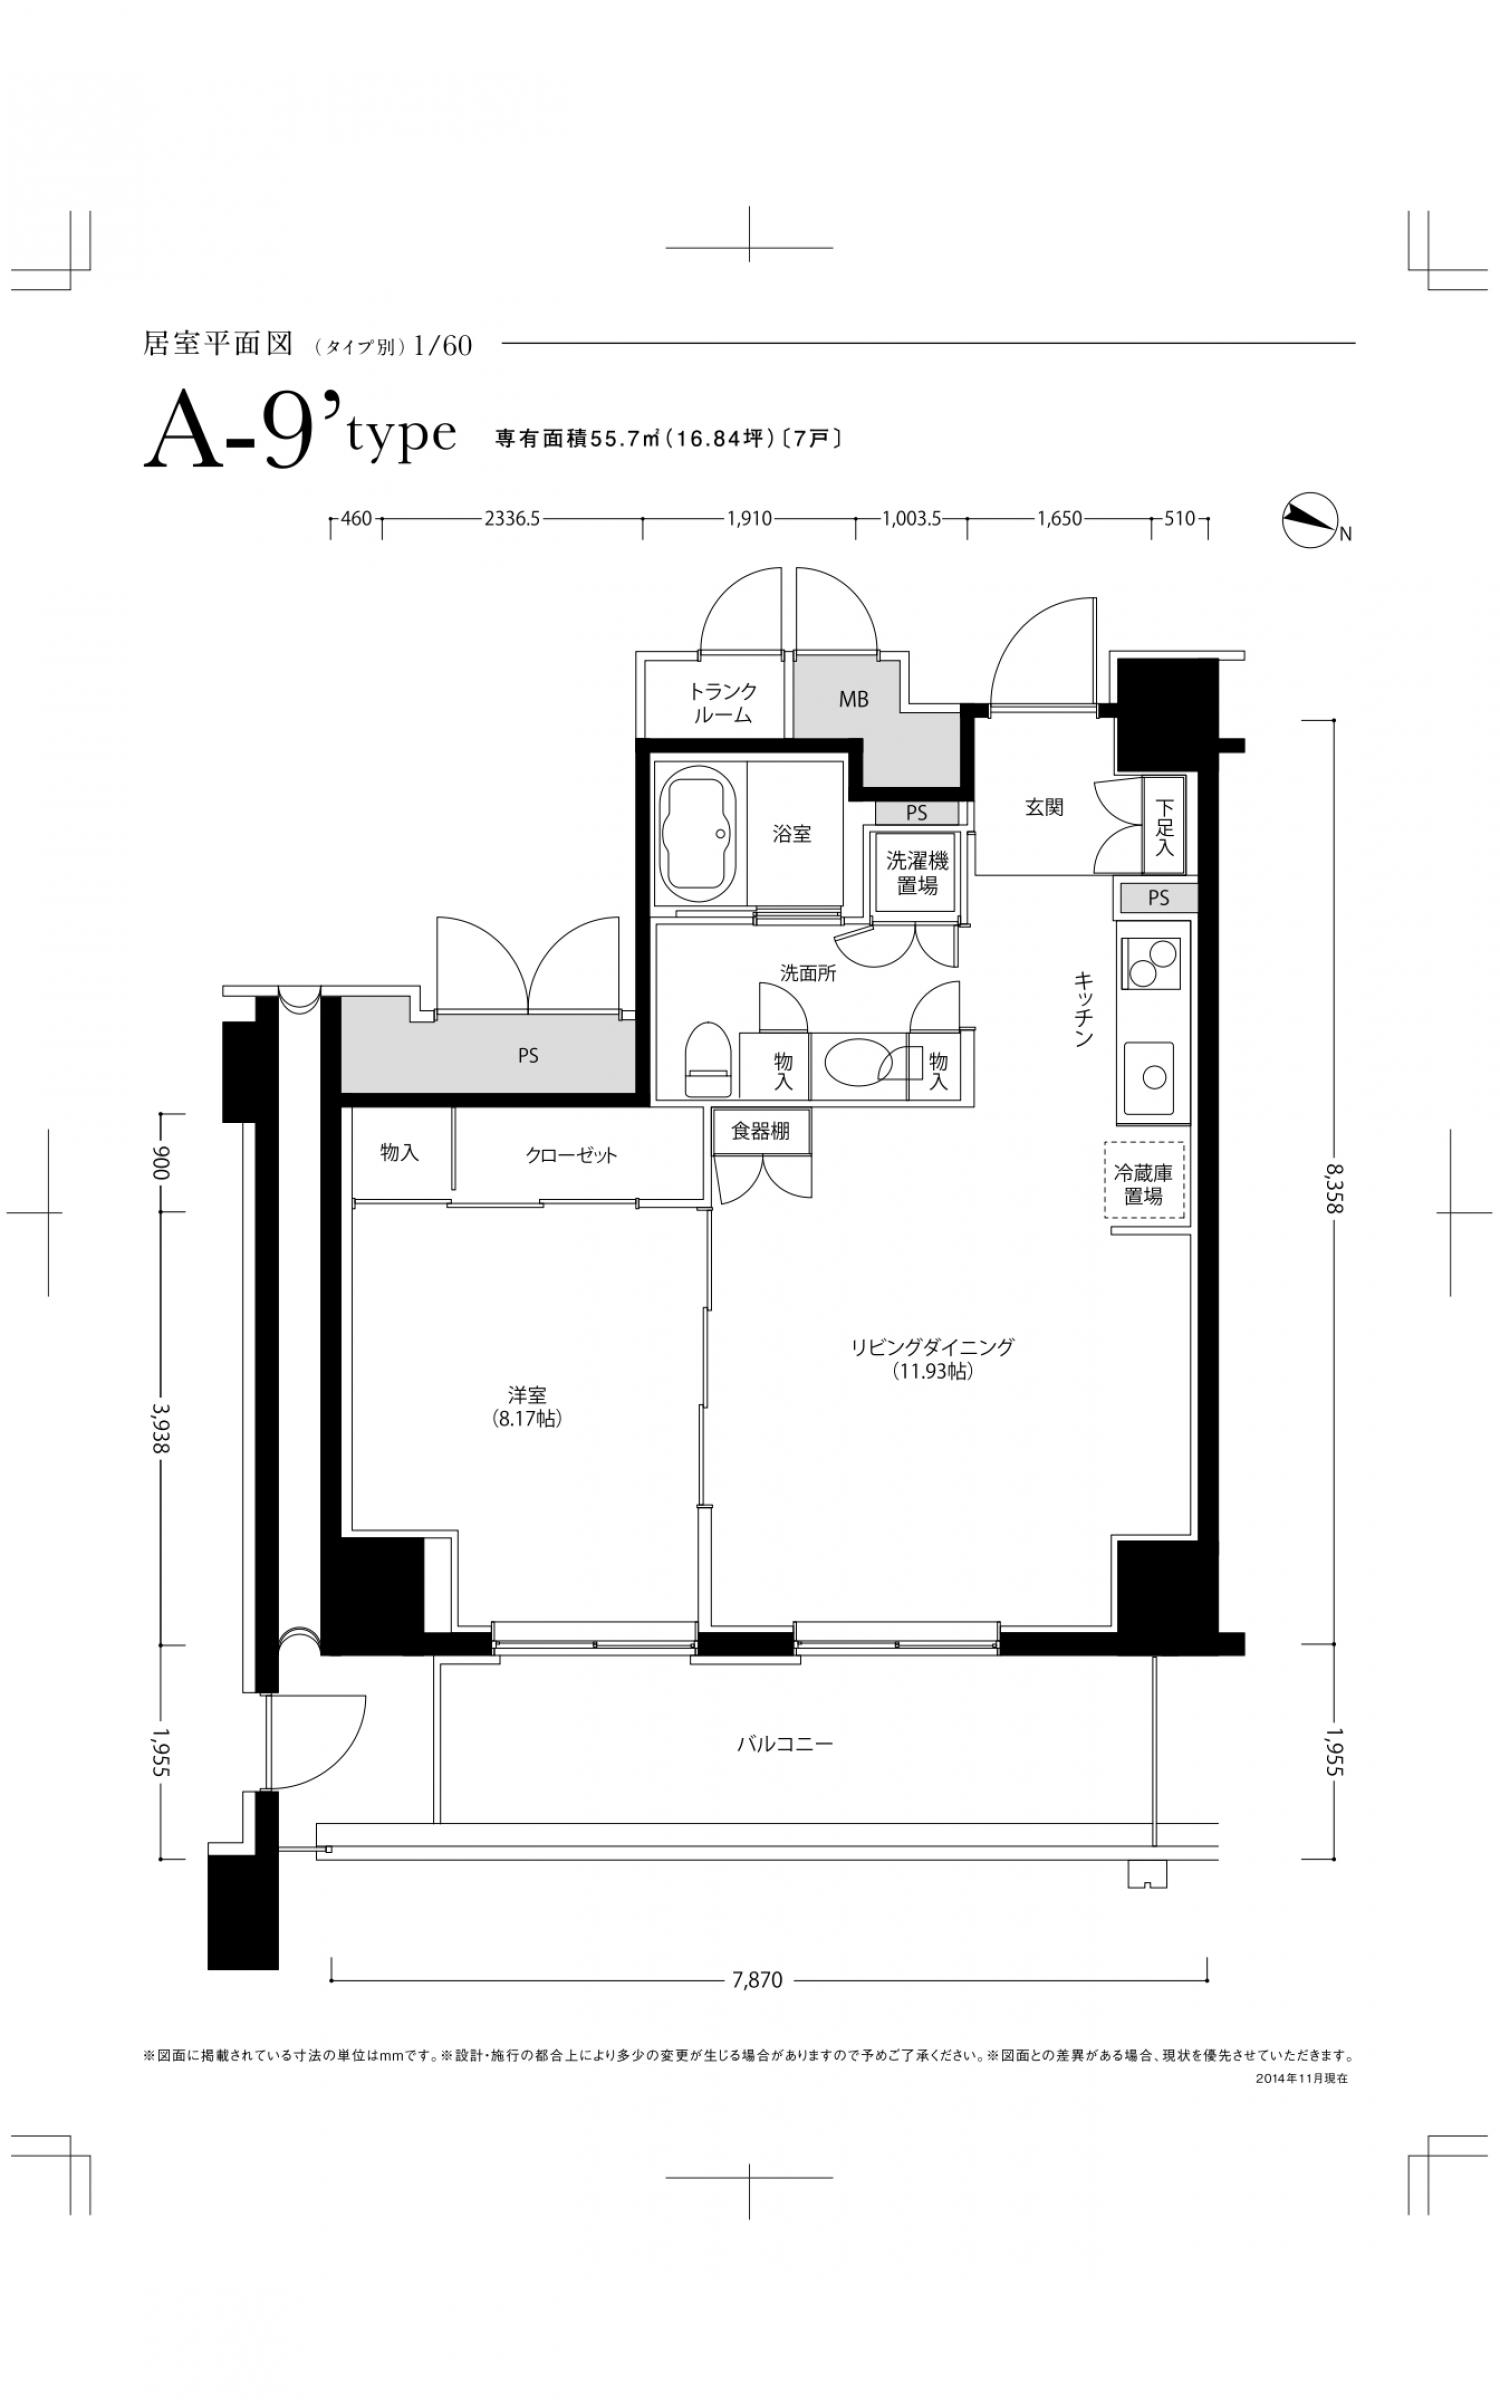 居室平面図 （タイプ別）1/60
A-9’type 専有面積55.7㎡（16.84坪）〔7戸〕
460 2336.5 1,910 1,003.5 1,650 510
N
トランク
ルーム
MB
浴室
PS
洗濯機
置場
玄関
下足入
PS
洗面所
キッチン
PS
物入
物入
物入
クローゼット
食器棚
冷蔵庫
置場
900
8,358
リビングダイニング
（11.93帖）
洋室
（8.17帖）
3,938
バルコニー
1,955
1,955
7,870
※図面に掲載されている寸法の単位はmmです。※設計・施行の都合上により多少の変更が生じる場合がありますので予めご了承ください。※図面との差異がある場合、現状を優先させていただきます。
2014年11月現在